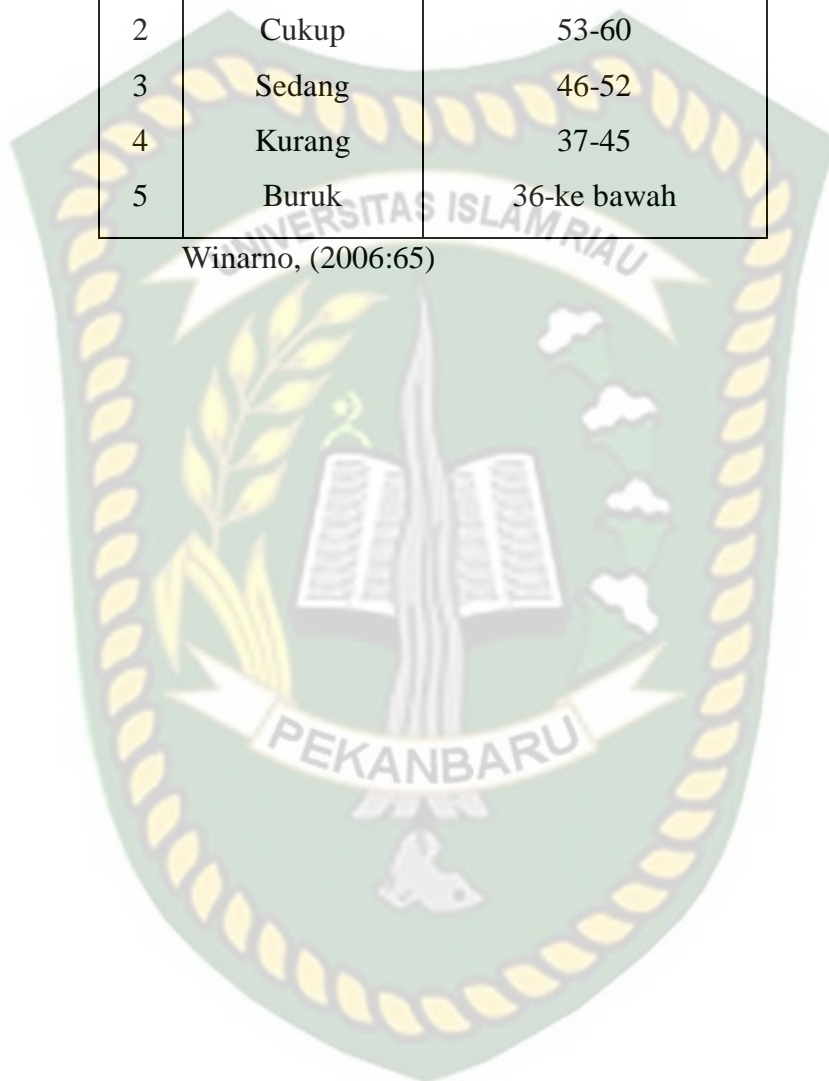 2 Cukup 53-60
3 Sedang 46-52
4 Kurang 37-45
5 Buruk 36-ke bawah
UNIVERSITAS ISLAM RIAU
Winarno, (2006:65)
PEKANBARU